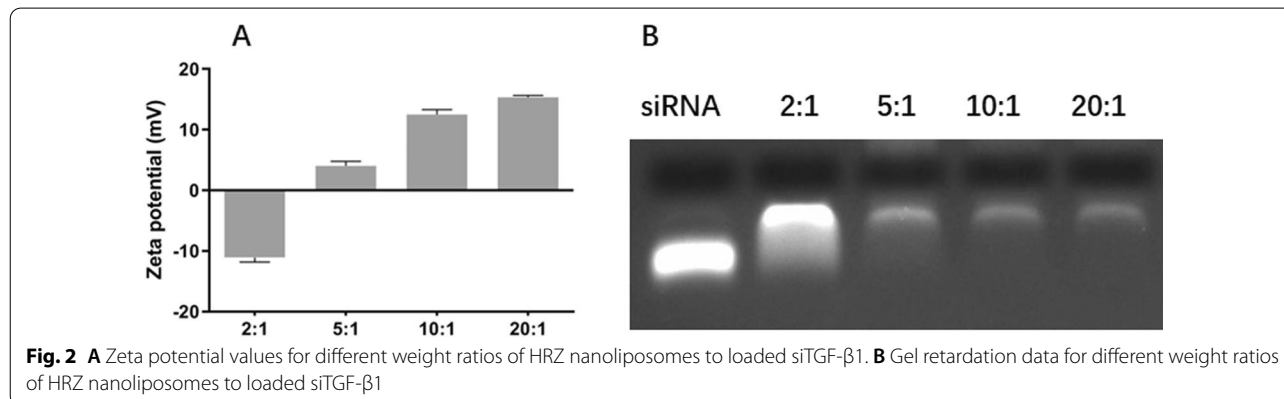 A
B
20
10
0
-10
-20
Zeta potential (mV)
2:1 5:1 10:1 20:1
siRNA 2:1 5:1 10:1 20:1
Fig. 2 A Zeta potential values for different weight ratios of HRZ nanoliposomes to loaded siTGF-β1. B Gel retardation data for different weight ratios
of HRZ nanoliposomes to loaded siTGF-β1